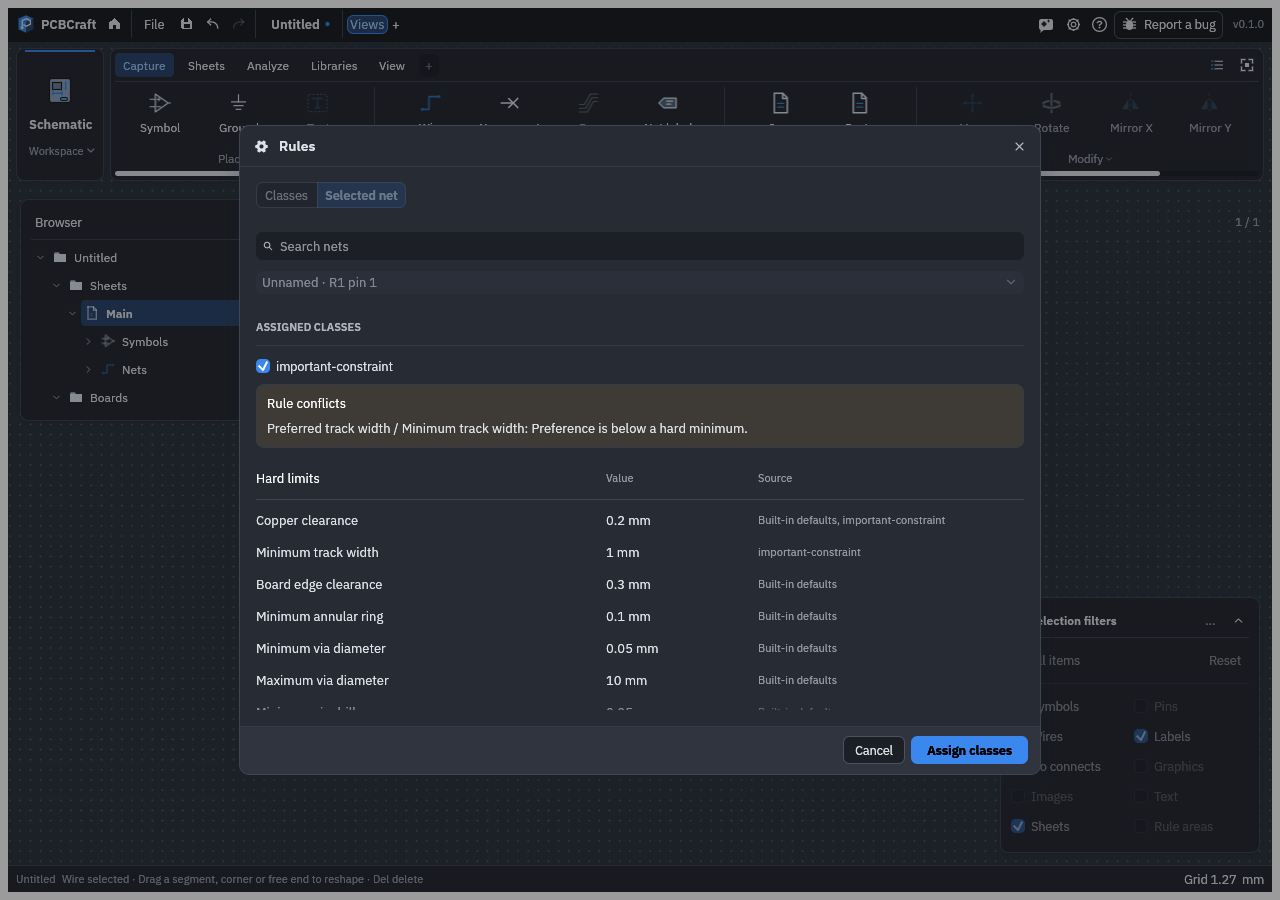 PCBCraft File Untitled Views + Report a bug v0.1.0
Capture Sheets Analyze Libraries View +
Schematic
Workspace
Symbol Rotate Mirror X Mirror Y
Modify
Browser
1 / 1
Untitled
Sheets
Main
Symbols
Nets
Boards
Rules
Classes Selected net
Search nets
Unnamed · R1 pin 1
ASSIGNED CLASSES
important-constraint
Rule conflicts
Preferred track width / Minimum track width: Preference is below a hard minimum.
Hard limits Value Source
Copper clearance 0.2 mm Built-in defaults, important-constraint
Minimum track width 1 mm important-constraint
Board edge clearance 0.3 mm Built-in defaults
Minimum annular ring 0.1 mm Built-in defaults
Minimum via diameter 0.05 mm Built-in defaults
Maximum via diameter 10 mm Built-in defaults
Cancel Assign classes
election filters ...
items Reset
ymbols Pins
ires Labels
o connects Graphics
Images Text
Sheets Rule areas
Untitled Wire selected · Drag a segment, corner or free end to reshape · Del delete
Grid 1.27 mm